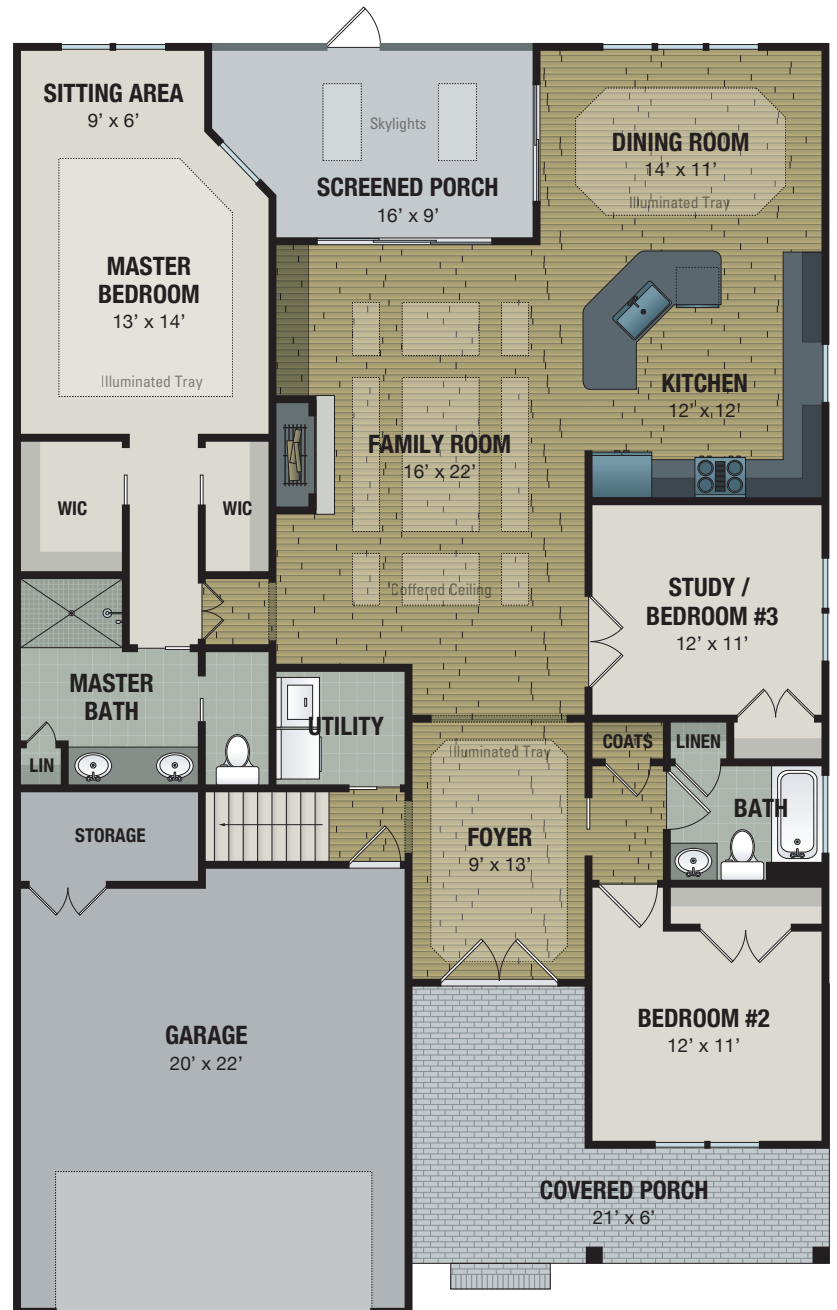 SITTING AREA
9’ x 6’
Skylights
SCREENED PORCH
16’ x 9’
DINING ROOM
14’ x 11’
Illuminated Tray
MASTER
BEDROOM
13’ x 14’
Illuminated Tray
KITCHEN
12’ x 12’
FAMILY ROOM
16’ x 22’
Coffered Ceiling
WIC
WIC
STUDY /
BEDROOM #3
12’ x 11’
MASTER
BATH
LIN
UTILITY
Illuminated Tray
COATS
LINEN
BATH
STORAGE
FOYER
9’ x 13’
GARAGE
20’ x 22’
BEDROOM #2
12’ x 11’
COVERED PORCH
21’ x 6’